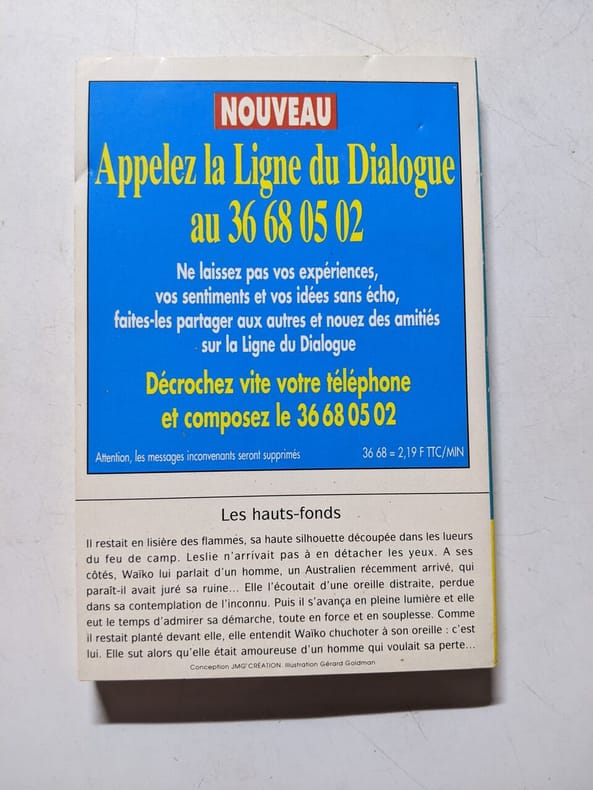 NOUVEAU
Appelez la Ligne du Dialogue
au 36 68 05 02
Ne laissez pas vos expériences,
vos sentiments et vos idées sans écho,
faites-les partager aux autres et nouez des amitiés
sur la Ligne du Dialogue
Décrochez vite votre téléphone
et composez le 36 68 05 02
Attention, les messages inconvenants seront supprimés 36 68 = 2,19 F TTC/MIN
Les hauts-fonds
Il restait en lisière des flammes, sa haute silhouette découpée dans les lueurs
du feu de camp. Leslie n'arrivait pas à en détacher les yeux. A ses
côtés, Waïko lui parlait d'un homme, un Australien récemment arrivé, qui
paraît-il avait juré sa ruine... Elle l'écoutait d'une oreille distraite, perdue
dans sa contemplation de l'inconnu. Puis il s'avança en pleine lumière et elle
eut le temps d'admirer sa démarche, toute en force et en souplesse. Comme
il restait planté devant elle, elle entendit Waïko chuchoter à son oreille : c'est
lui. Elle sut alors qu'elle était amoureuse d'un homme qui voulait sa perte...
Conception JMG' CRÉATION. Illustration Gérard Goldman